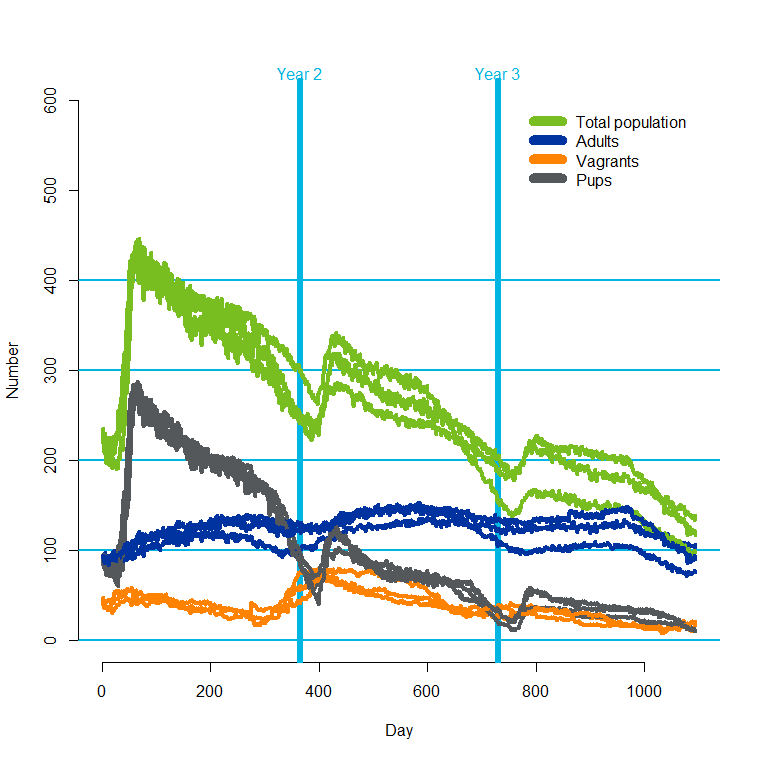 Year 2
Year 3
600
500
400
300
200
100
0
Number
Total population
Adults
Vagrants
Pups
0
200
400
600
800
1000
Day